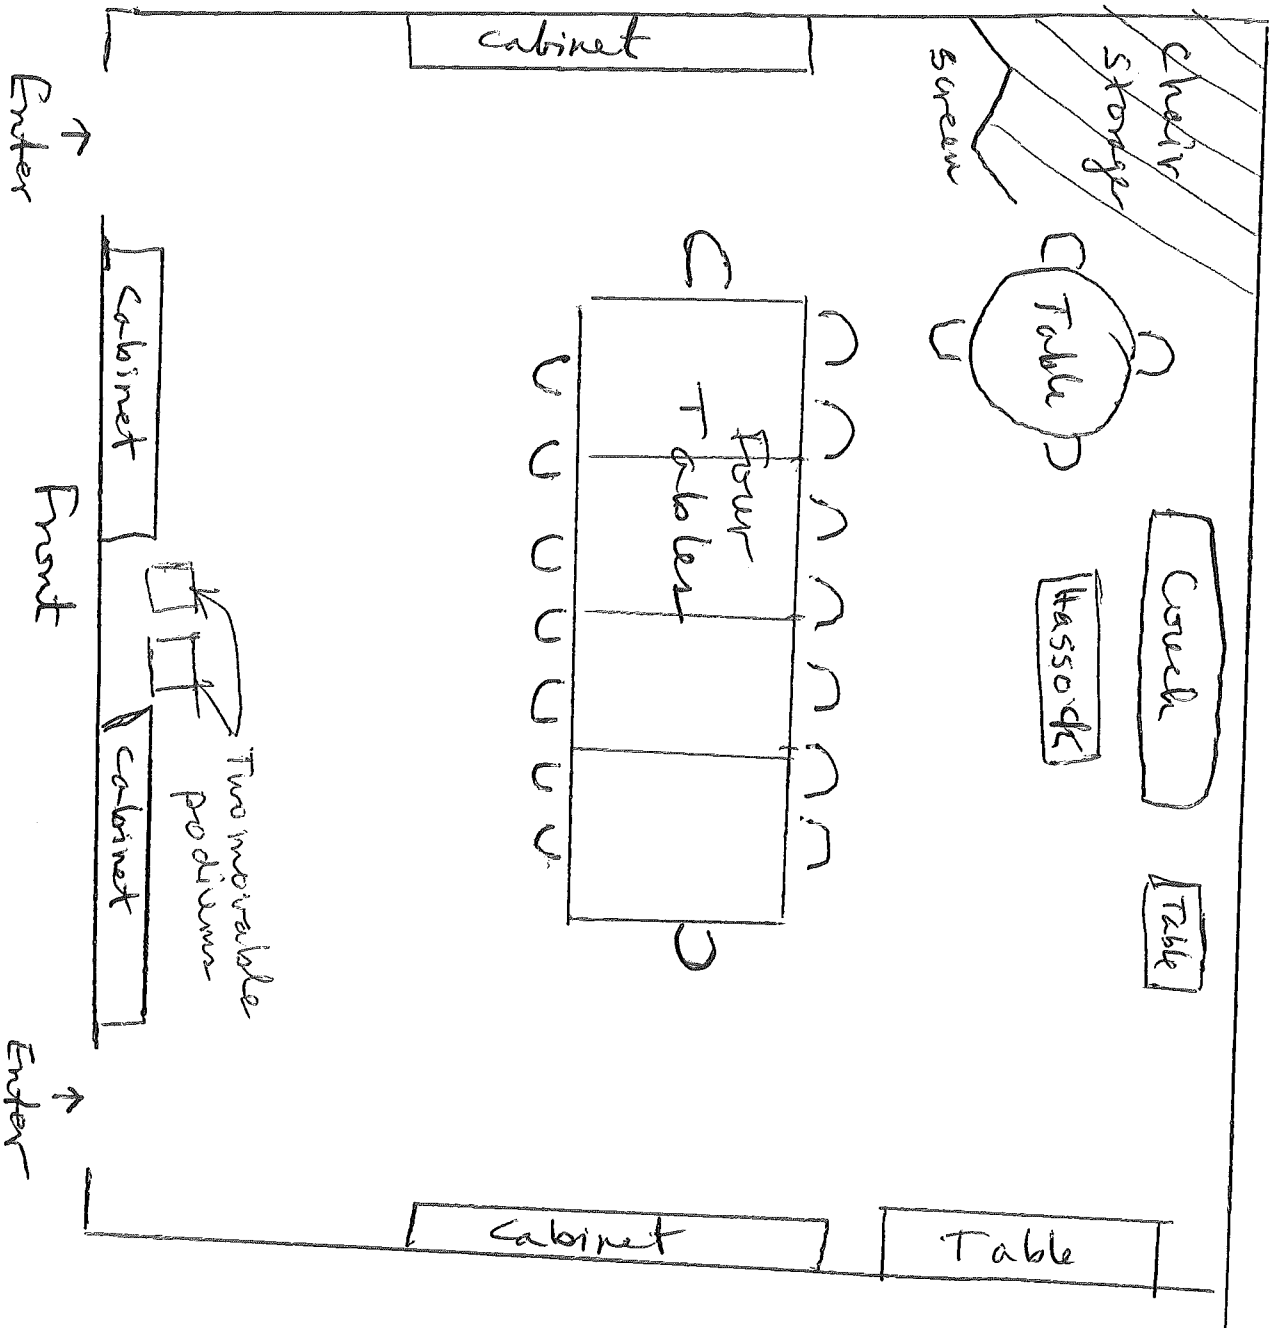 cabinet
Chair
Storage
Screen
Enter
Table
cabinet
Four
Tables
Front
Couch
Hassock
Two movable
podiums
cabinet
Table
Enter
Cabinet
Table